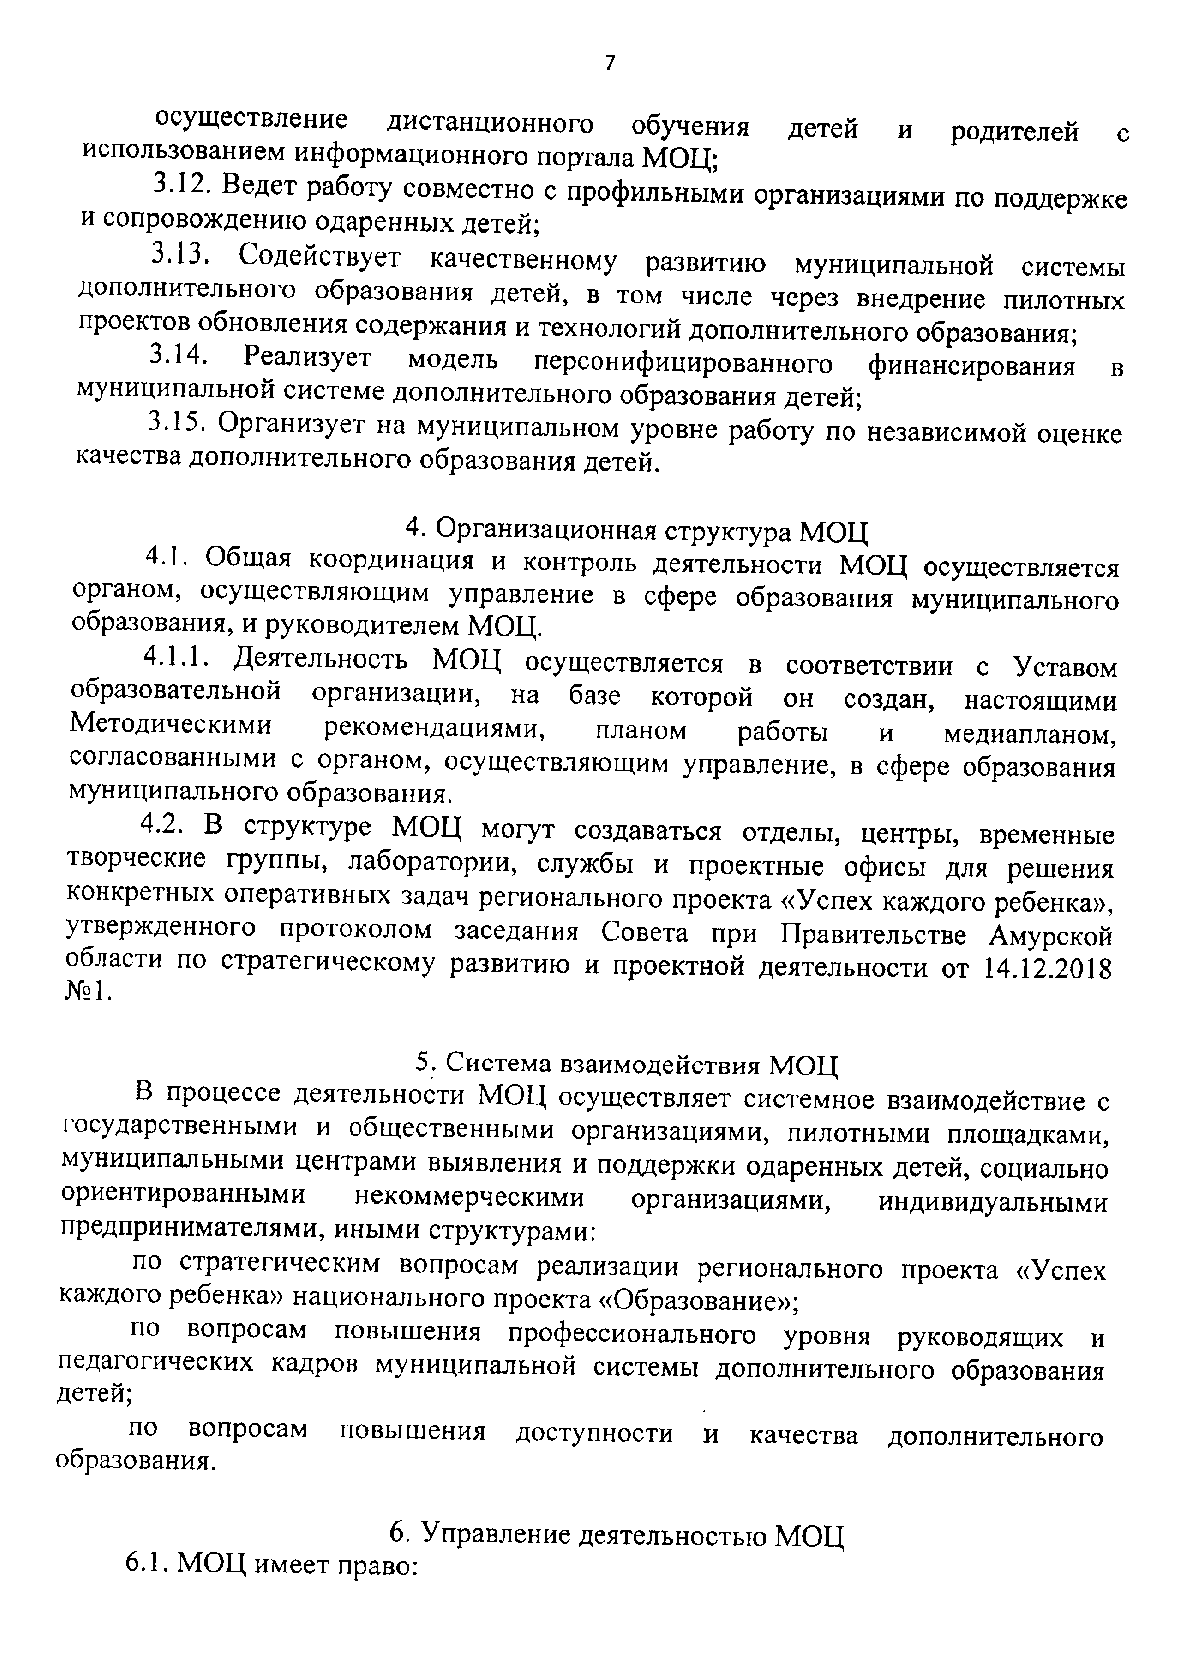 7
осуществление дистанционного обучения детей и родителей с
использованием информационного портала МОЦ;
3.12. Ведет работу совместно с профильными организациями по поддержке
и сопровождению одаренных детей;
3.13. Содействует качественному развитию муниципальной системы
дополнительного образования детей, в том числе через внедрение пилотных
проектов обновления содержания и технологий дополнительного образования;
3.14. Реализует модель персонифицированного финансирования в
муниципальной системе дополнительного образования детей;
3.15. Организует на муниципальном уровне работу по независимой оценке
качества дополнительного образования детей.
4. Организационная структура МОЦ
4.1. Общая координация и контроль деятельности МОЦ осуществляется
органом, осуществляющим управление в сфере образования муниципального
образования, и руководителем МОЦ.
4.1.1. Деятельность МОЦ осуществляется в соответствии с Уставом
образовательной организации, на базе которой он создан, настоящими
Методическими рекомендациями, планом работы и медиапланом,
согласованными с органом, осуществляющим управление, в сфере образования
муниципального образования.
4.2. В структуре МОЦ могут создаваться отделы, центры, временные
творческие группы, лаборатории, службы и проектные офисы для решения
конкретных оперативных задач регионального проекта «Успех каждого ребенка»,
утвержденного протоколом заседания Совета при Правительстве Амурской
области по стратегическому развитию и проектной деятельности от 14.12.2018
№1.
5. Система взаимодействия МОЦ
В процессе деятельности МОЦ осуществляет системное взаимодействие с
государственными и общественными организациями, пилотными площадками,
муниципальными центрами выявления и поддержки одаренных детей, социально
ориентированными некоммерческими организациями, индивидуальными
предпринимателями, иными структурами:
по стратегическим вопросам реализации регионального проекта «Успех
каждого ребенка» национального проекта «Образование»;
по вопросам повышения профессионального уровня руководящих и
педагогических кадров муниципальной системы дополнительного образования
детей;
по вопросам повышения доступности и качества дополнительного
образования.
6. Управление деятельностью МОЦ
6.1. МОЦ имеет право: